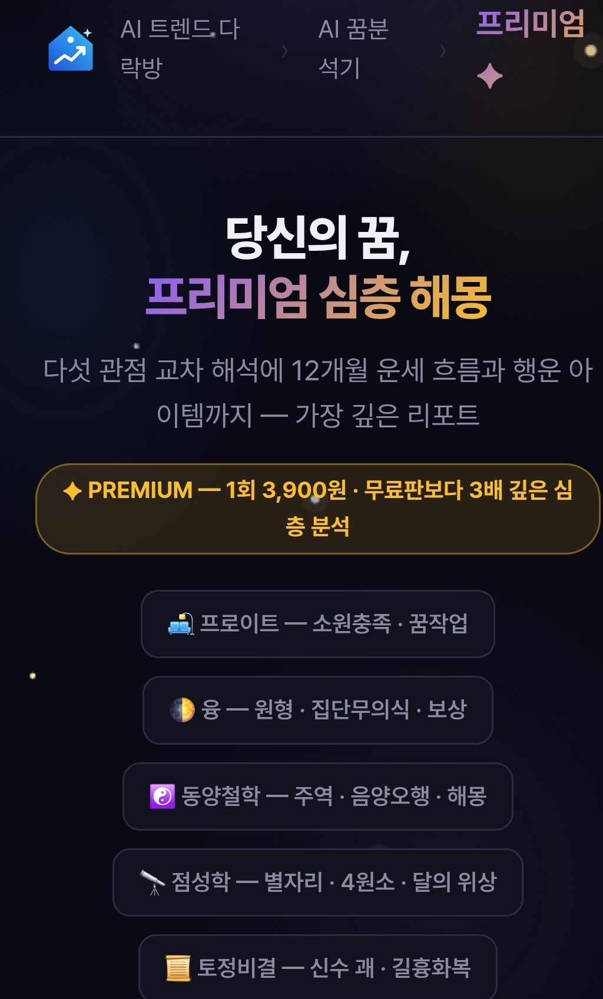 AI 트렌드 다
락방
›
AI 꿈분
석기
›
프리미엄
✦
당신의 꿈,
프리미엄 심층 해몽
다섯 관점 교차 해석에 12개월 운세 흐름과 행운 아
이템까지 — 가장 깊은 리포트
✦ PREMIUM — 1회 3,900원 · 무료판보다 3배 깊은 심
층 분석
🛋️ 프로이트 — 소원충족 · 꿈작업
🌓 융 — 원형 · 집단무의식 · 보상
☯️ 동양철학 — 주역 · 음양오행 · 해몽
🔭 점성학 — 별자리 · 4원소 · 달의 위상
📜 토정비결 — 신수 괘 · 길흉화복